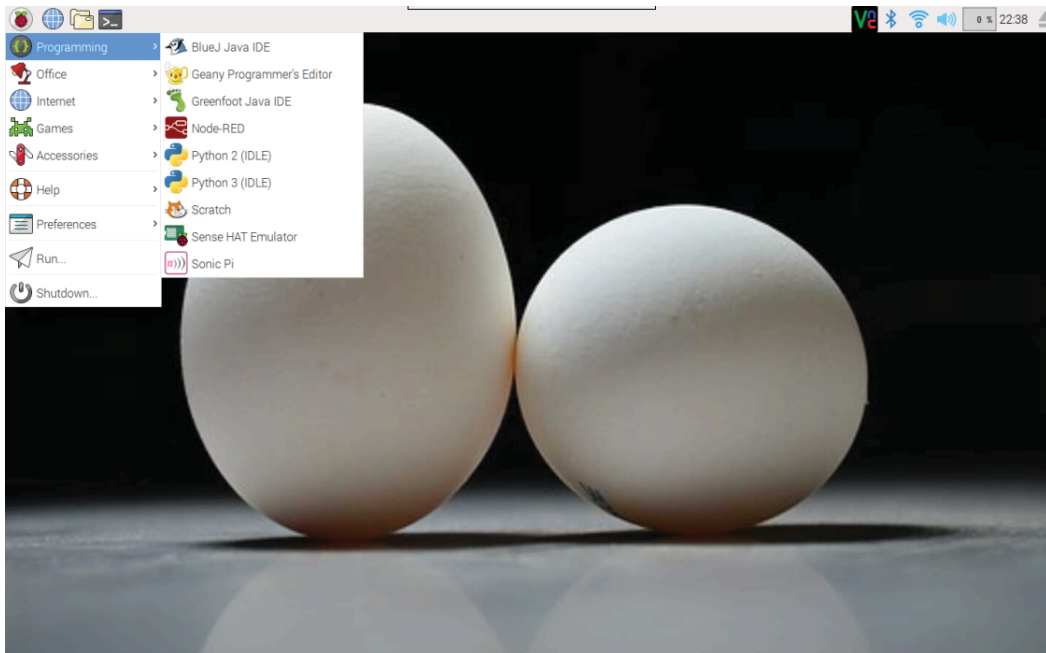 0 %
22:38
Programming
Office
Internet
Games
Accessories
Help
Preferences
Run...
Shutdown...
BlueJ Java IDE
Geany Programmer's Editor
Greenfoot Java IDE
Node-RED
Python 2 (IDLE)
Python 3 (IDLE)
Scratch
Sense HAT Emulator
Sonic Pi